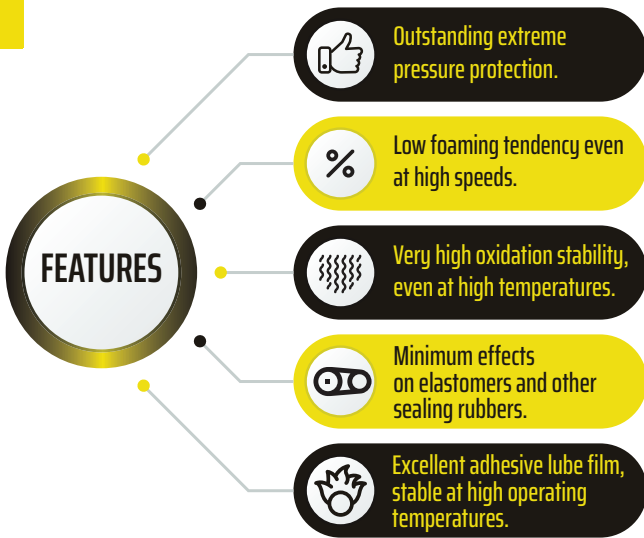 Outstanding extreme
pressure protection.
Low foaming tendency even
at high speeds.
FEATURES
Very high oxidation stability,
even at high temperatures.
Minimum effects
on elastomers and other
sealing rubbers.
Excellent adhesive lube film,
stable at high operating
temperatures.